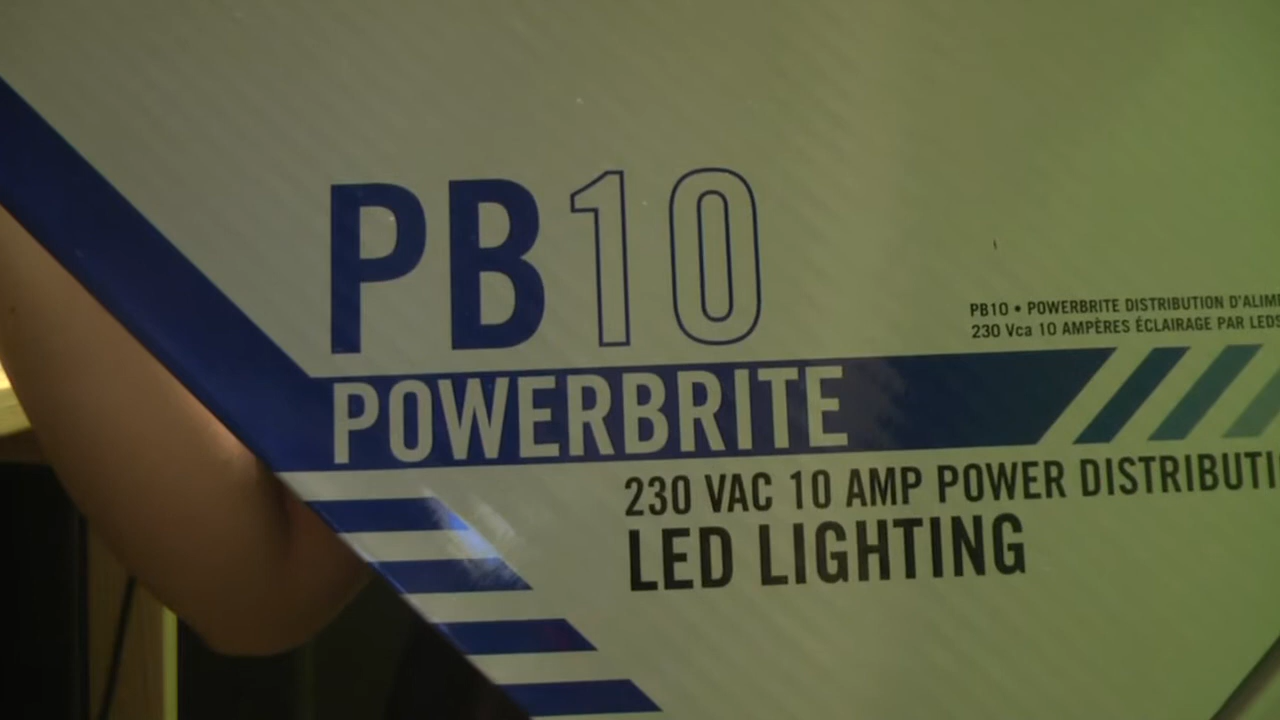 PB10
POWERBRITE
PB10 • POWERBRITE DISTRIBUTION D'ALIM
230 Vca 10 AMPÈRES ÉCLAIRAGE PAR LEDS
230 VAC 10 AMP POWER DISTRIBUTI
LED LIGHTING